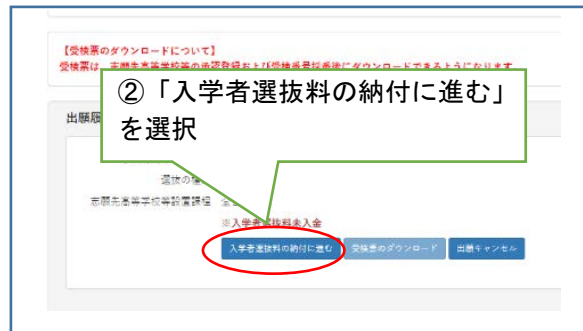 【受検票のダウンロードについて】
受検票は、志願先高等学校等の承認登録および受検番号採番後にダウンロードできるようになります
②「入学者選抜料の納付に進む」
を選択
出願履
選抜の種
志願先高等学校等設置課程
※入学者選抜料未入金
入学者選抜料の納付に進む 受検票のダウンロード 出願キャンセル